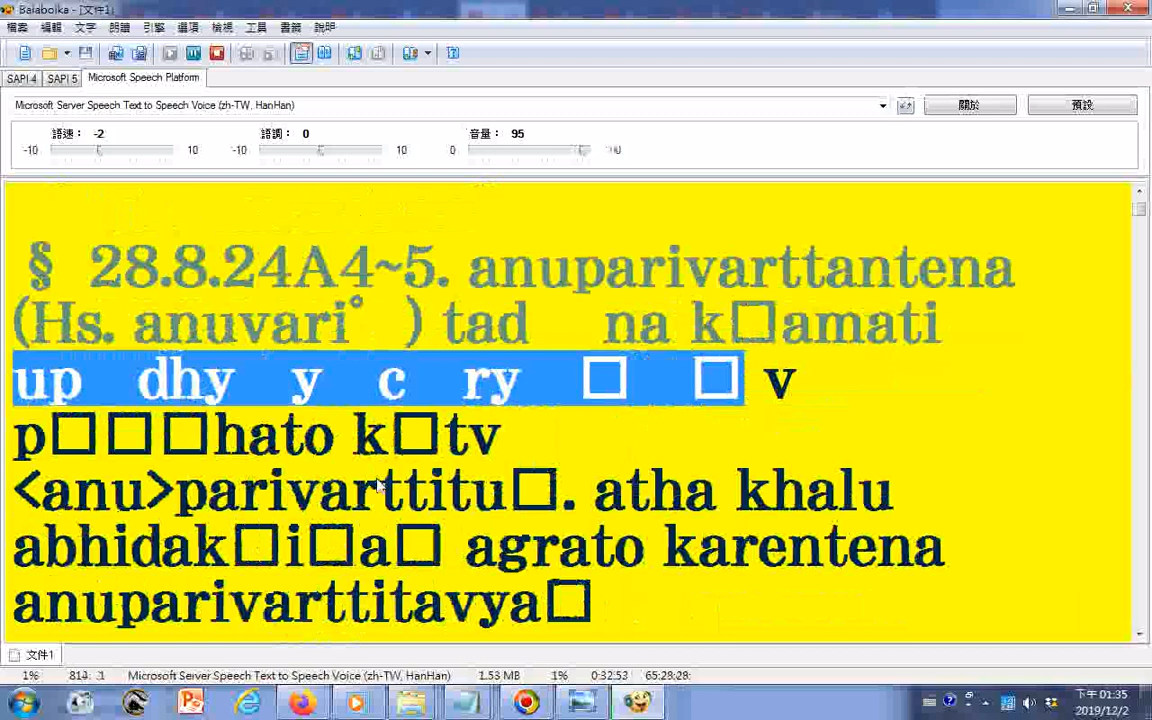 Balabolka - [文件1]
檔案 編輯 文字 朗讀 引擎 選項 檢視 工具 書籤 說明
SAPI 4 SAPI 5 Microsoft Speech Platform
Microsoft Server Speech Text to Speech Voice (zh-TW, HanHan) 關於 預設
語速： -2 語調： 0 音量： 95
-10 10 -10 10 0
§ 28.8.24A4~5. anuparivarttantena
(Hs. anuvari° ) tad na k□amati
up dhy y c ry □ □ v
p□□□hato k□tv
<anu>parivarttitu□. atha khalu
abhidak□i□a□ agrato karentena
anuparivarttitavya□
文件1
1% 814: 1 Microsoft Server Speech Text to Speech Voice (zh-TW, HanHan) 1.53 MB 1% 0:32:53 65:28:28:
下午 01:35
2019/12/2